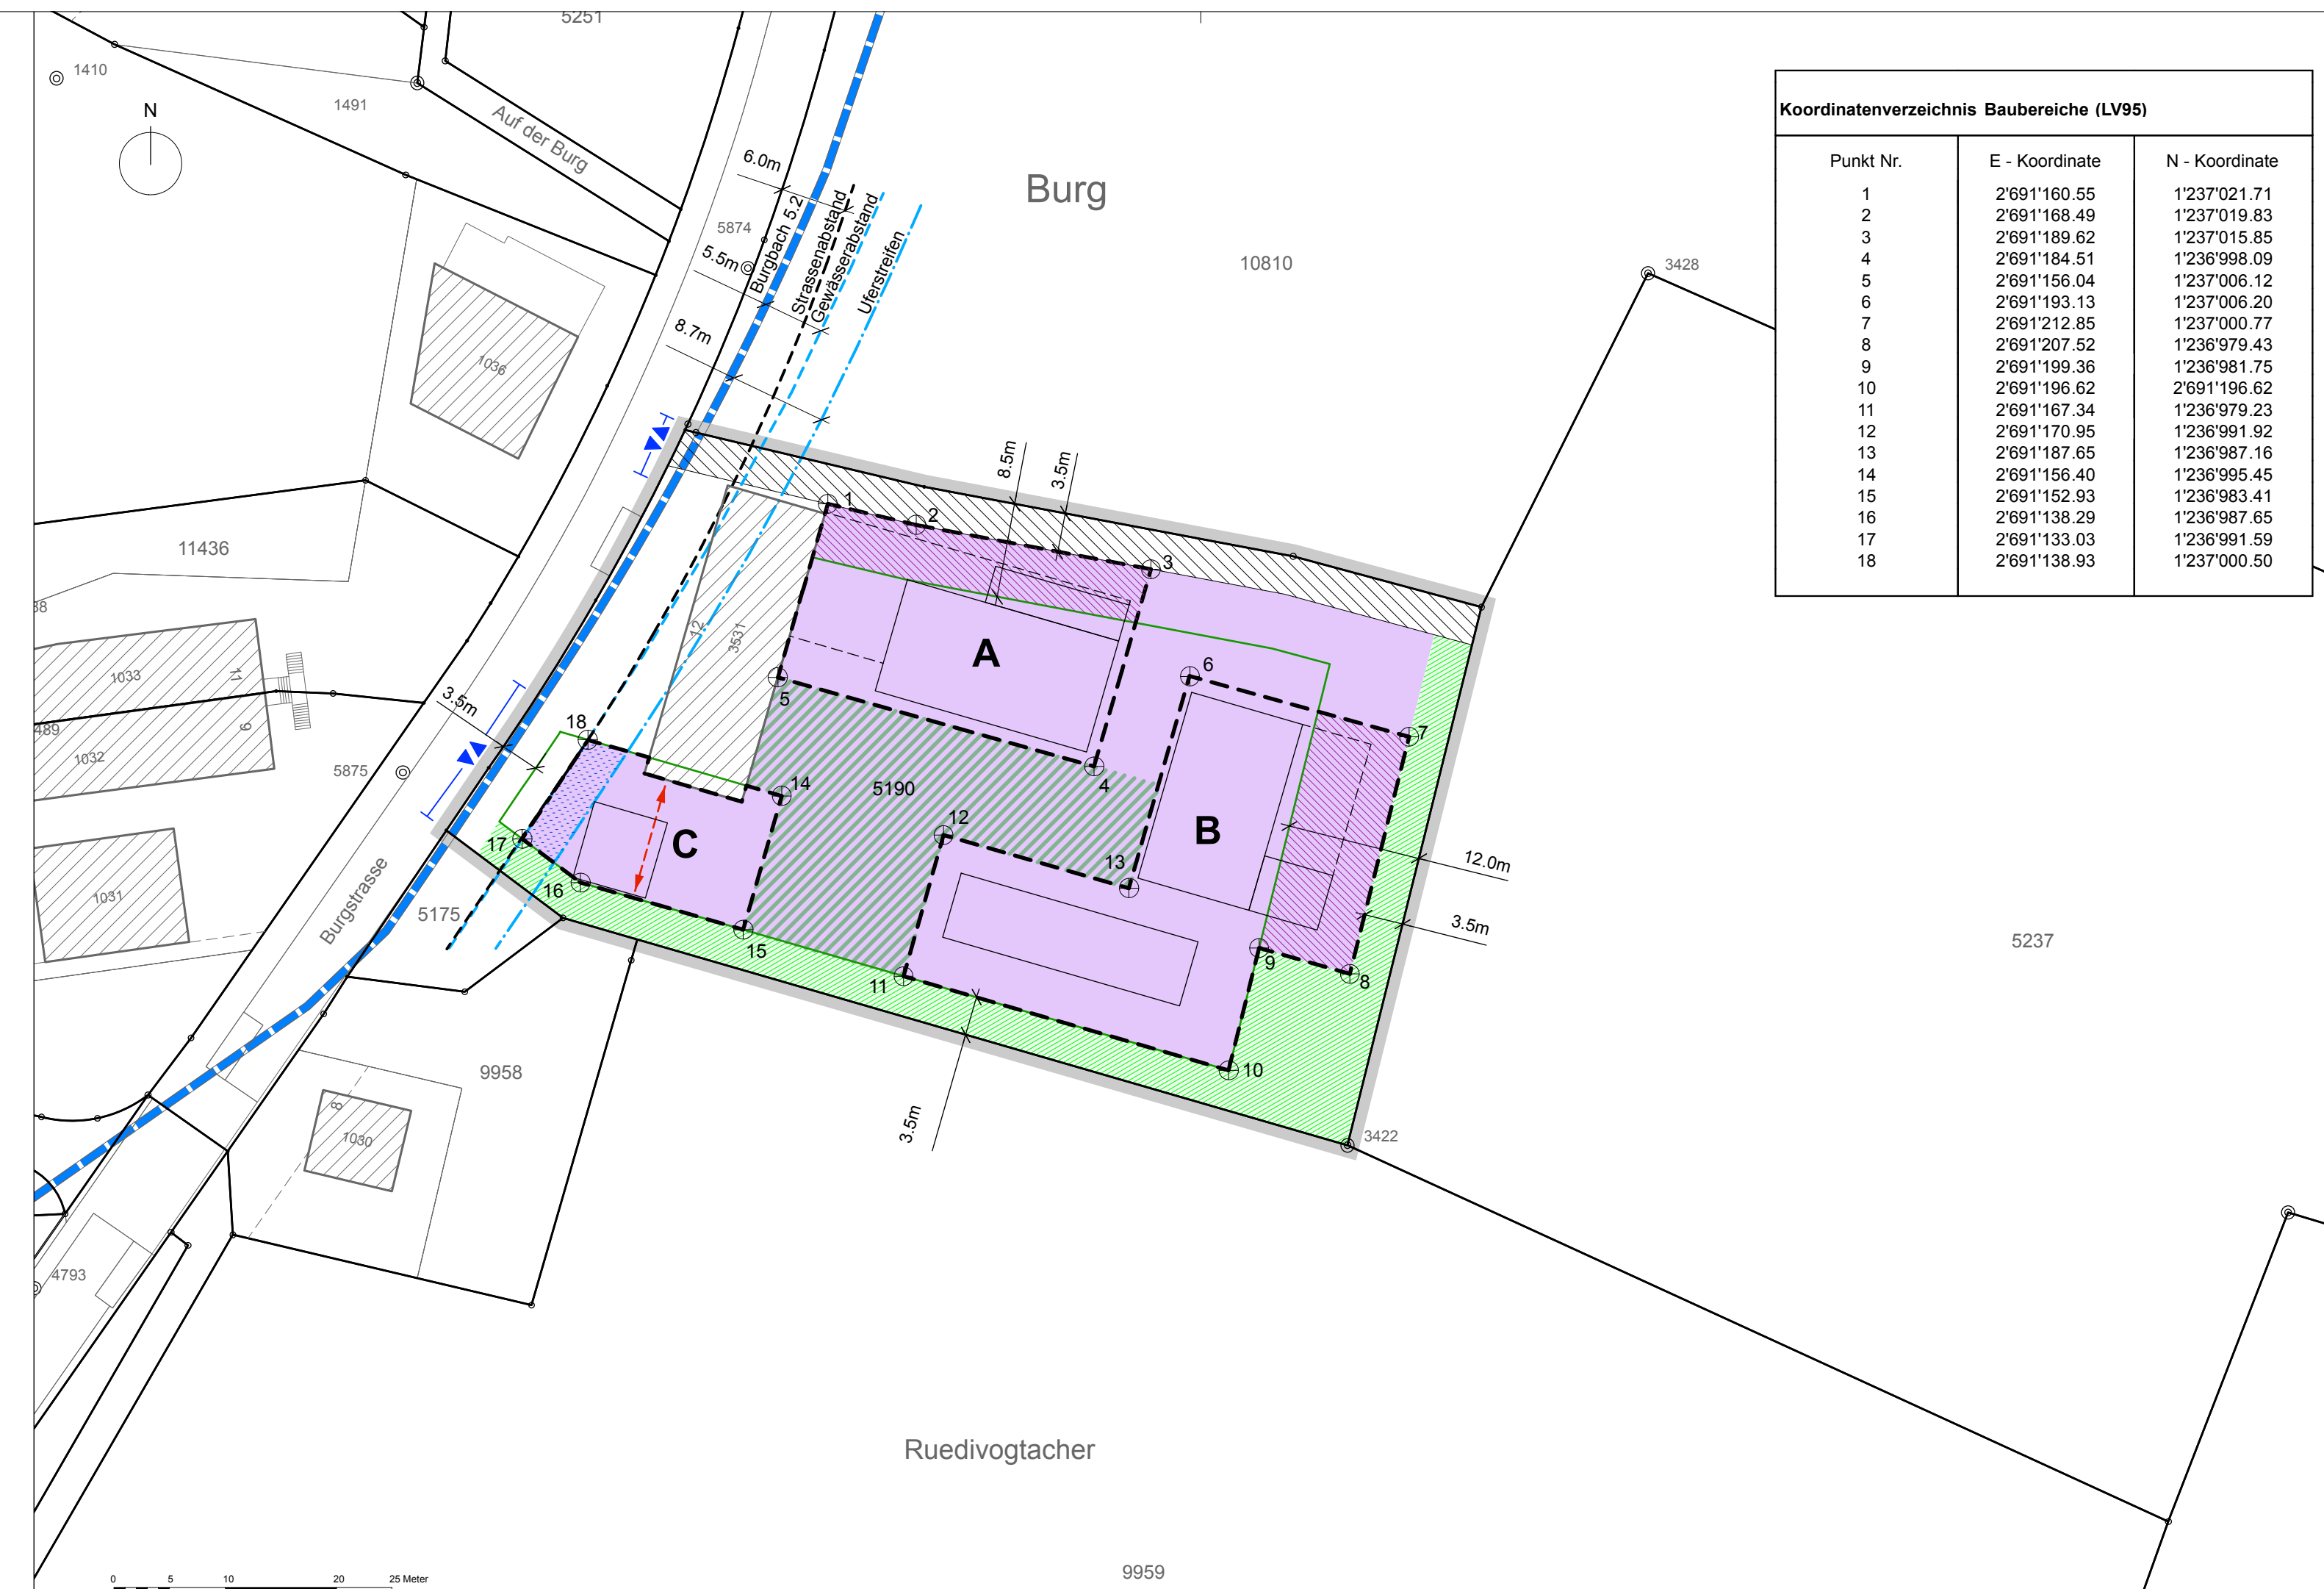 5251
1410
1491
N
Auf der Burg
6.0m
Burg
5874
5.5m
Burgbach 5.2
Strassenabstand
Gewässerabstand
Uferstreifen
10810
3428
8.7m
1036
Koordinatenverzeichnis Baubereiche (LV95)
Punkt Nr. E - Koordinate N - Koordinate
1 2'691'160.55 1'237'021.71
2 2'691'168.49 1'237'019.83
3 2'691'189.62 1'237'015.85
4 2'691'184.51 1'236'998.09
5 2'691'156.04 1'237'006.12
6 2'691'193.13 1'237'006.20
7 2'691'212.85 1'237'000.77
8 2'691'207.52 1'236'979.43
9 2'691'199.36 1'236'981.75
10 2'691'196.62 2'691'196.62
11 2'691'167.34 1'236'979.23
12 2'691'170.95 1'236'991.92
13 2'691'187.65 1'236'987.16
14 2'691'156.40 1'236'995.45
15 2'691'152.93 1'236'983.41
16 2'691'138.29 1'236'987.65
17 2'691'133.03 1'236'991.59
18 2'691'138.93 1'237'000.50
8.5m
3.5m
1
2
3
11436
38
12
3531
A
6
1033
11
5
3.5m
18
7
489
9
1032
5875
4
14
5190
12
B
C
17
13
12.0m
16
1031
Burgstrasse
5175
3.5m
15
9
8
11
5237
9958
10
3.5m
8
1030
3422
4793
Ruedivogtacher
9959
0 5 10 20 25 Meter